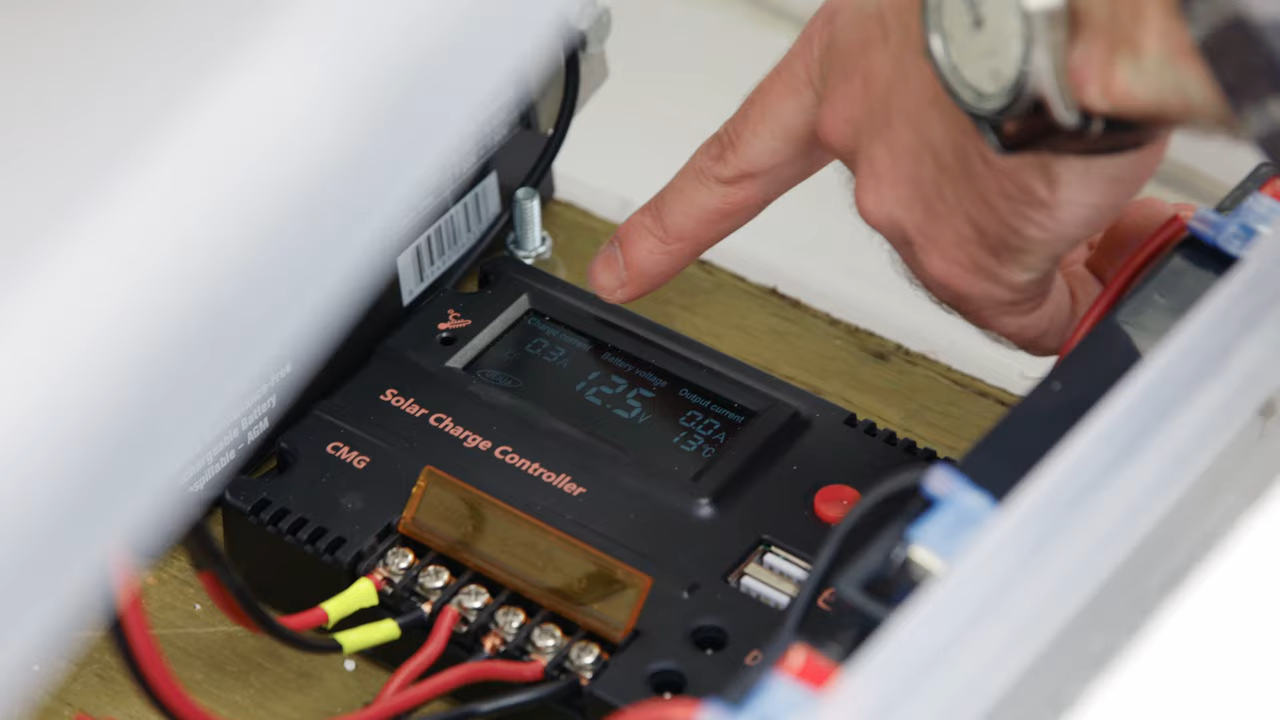 °C
Charge current
0.3A
Battery voltage
12.5V
Output current
0.0A
13°C
Solar Charge Controller
CMG
Battery
AGM